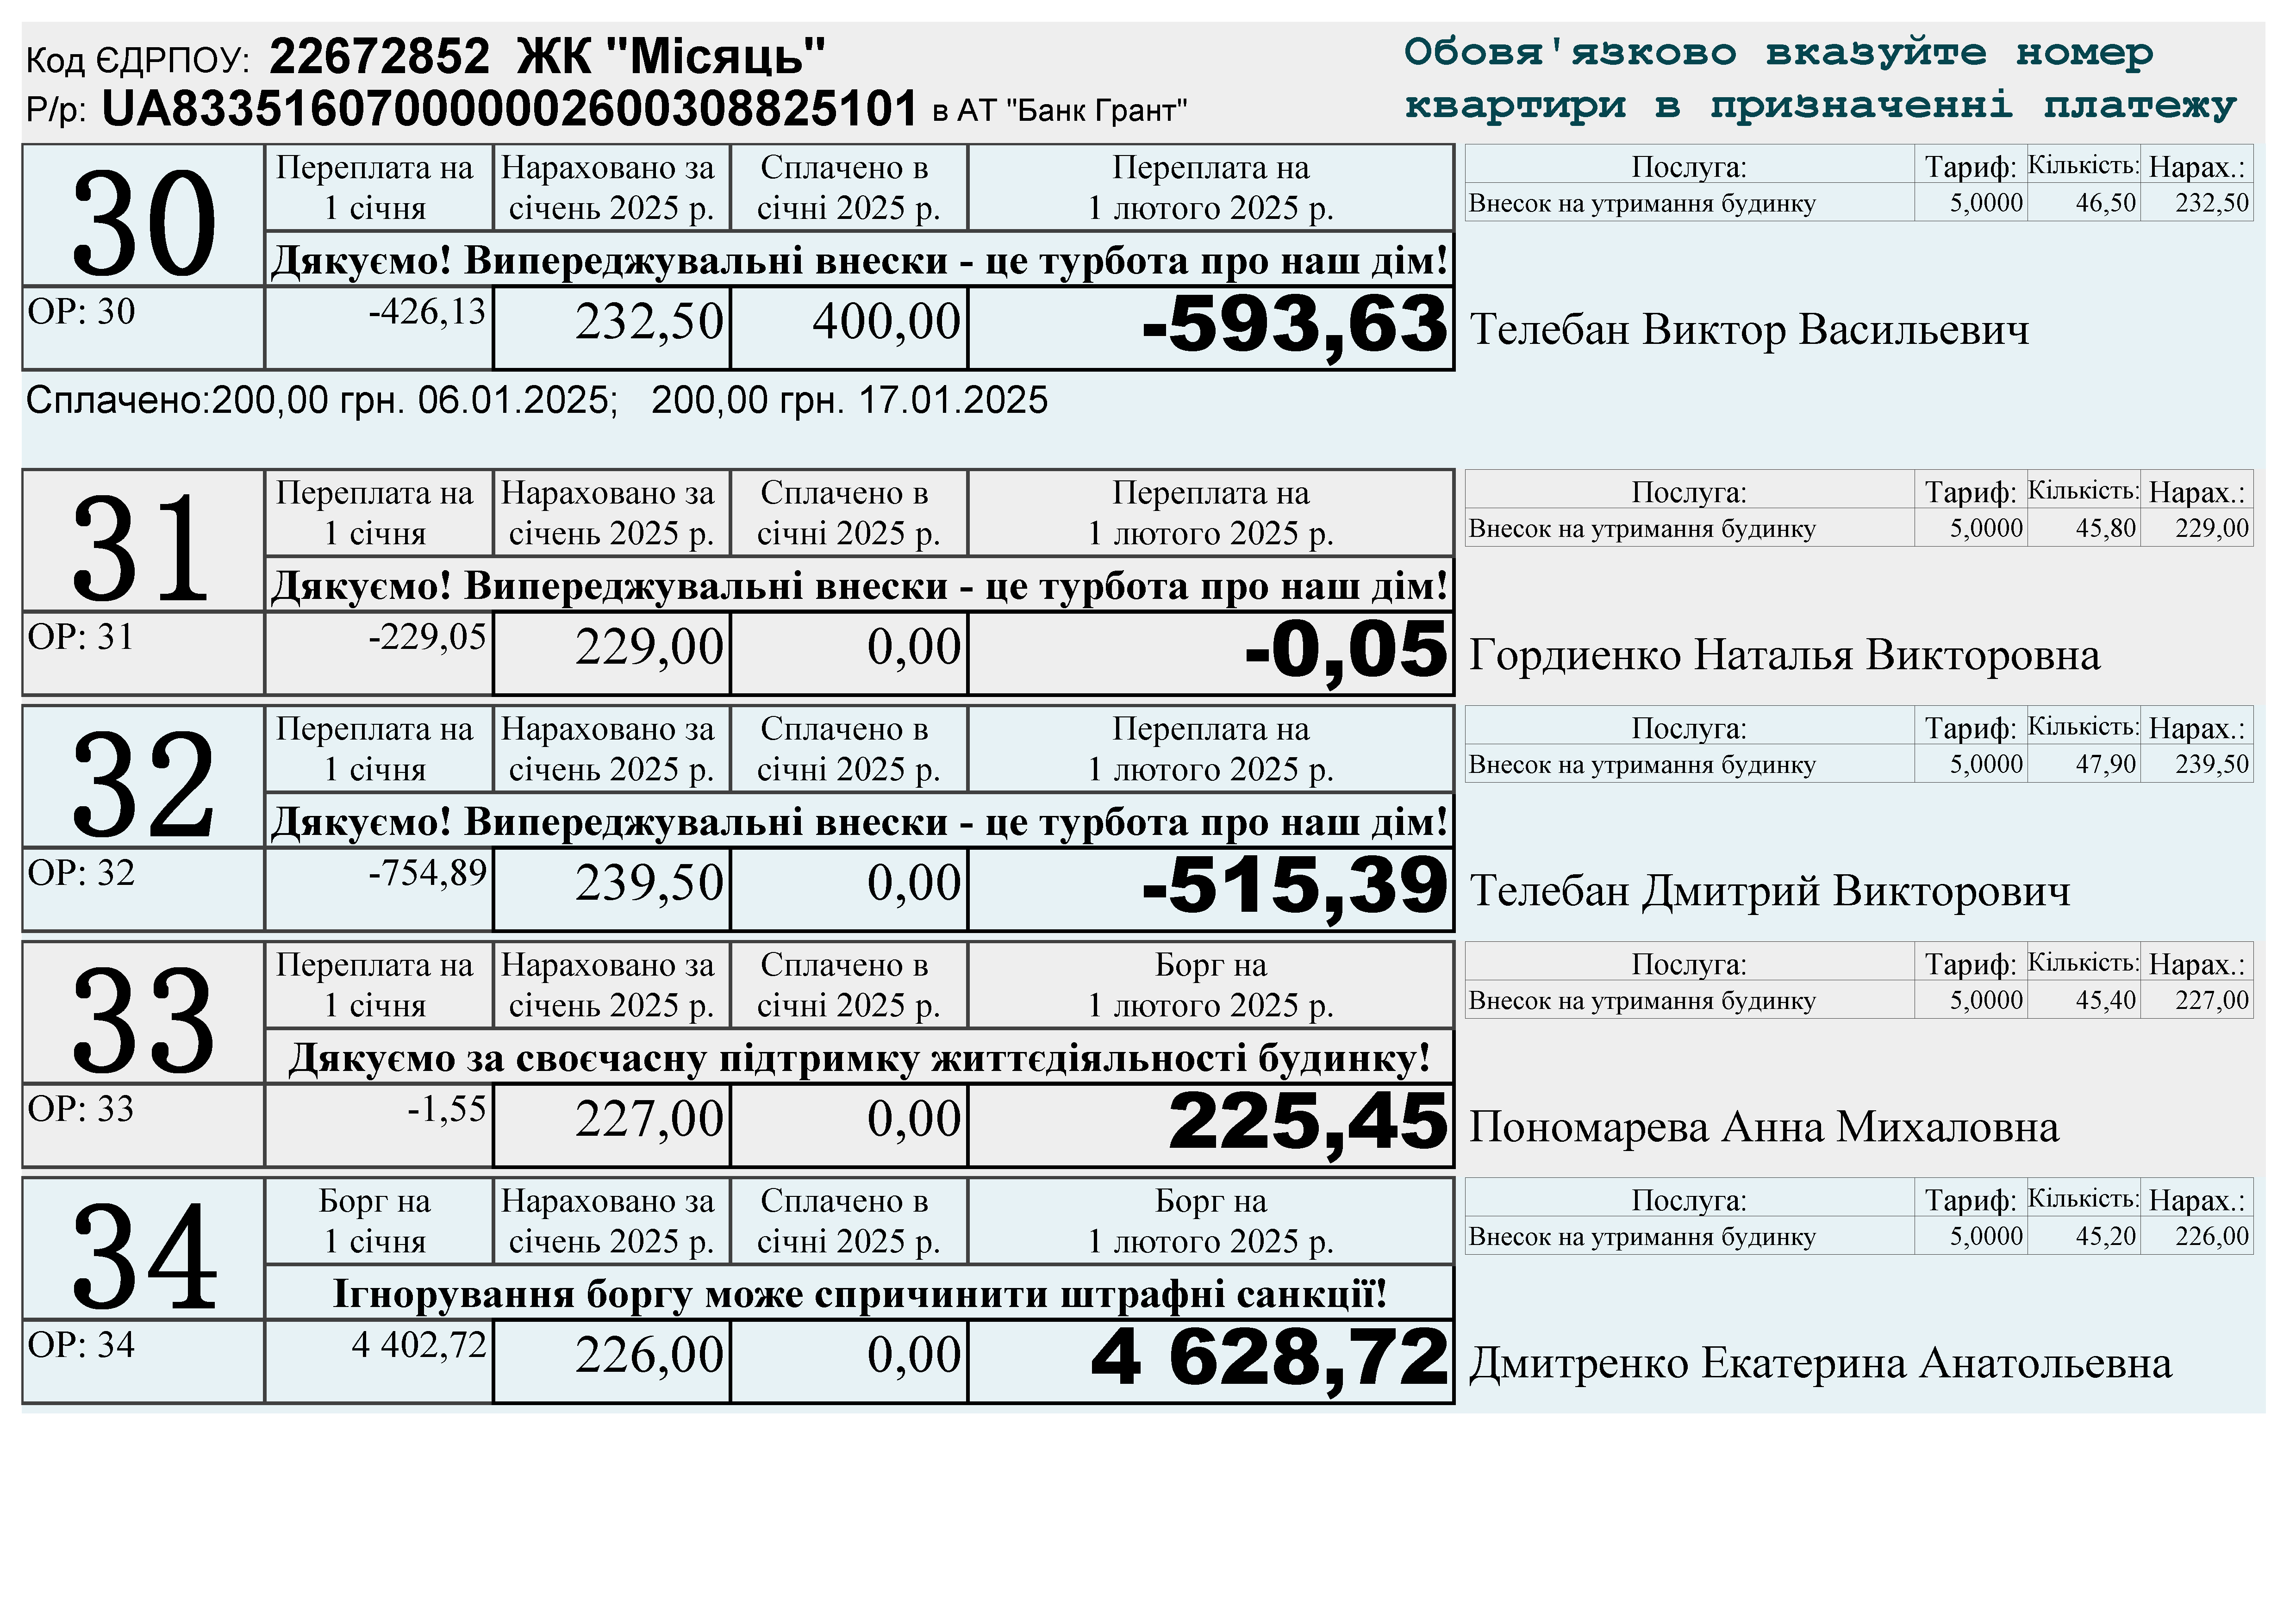 Код ЄДРПОУ: 22672852 ЖК "Місяць"
Р/р: UA833516070000002600308825101 в АТ "Банк Грант"
Обовя'язково вказуйте номер
квартири в призначенні платежу
30
Переплата на 1 січня
Нараховано за січень 2025 р.
Сплачено в січні 2025 р.
Переплата на 1 лютого 2025 р.
Дякуємо! Випереджувальні внески - це турбота про наш дім!
ОР: 30 -426,13 232,50 400,00 -593,63
Послуга: Тариф: Кількість: Нарах.:
Внесок на утримання будинку 5,0000 46,50 232,50
Телебан Виктор Васильевич
Сплачено:200,00 грн. 06.01.2025; 200,00 грн. 17.01.2025
31
Переплата на 1 січня
Нараховано за січень 2025 р.
Сплачено в січні 2025 р.
Переплата на 1 лютого 2025 р.
Дякуємо! Випереджувальні внески - це турбота про наш дім!
ОР: 31 -229,05 229,00 0,00 -0,05
Послуга: Тариф: Кількість: Нарах.:
Внесок на утримання будинку 5,0000 45,80 229,00
Гордиенко Наталья Викторовна
32
Переплата на 1 січня
Нараховано за січень 2025 р.
Сплачено в січні 2025 р.
Переплата на 1 лютого 2025 р.
Дякуємо! Випереджувальні внески - це турбота про наш дім!
ОР: 32 -754,89 239,50 0,00 -515,39
Послуга: Тариф: Кількість: Нарах.:
Внесок на утримання будинку 5,0000 47,90 239,50
Телебан Дмитрий Викторович
33
Переплата на 1 січня
Нараховано за січень 2025 р.
Сплачено в січні 2025 р.
Борг на 1 лютого 2025 р.
Дякуємо за своєчасну підтримку життєдіяльності будинку!
ОР: 33 -1,55 227,00 0,00 225,45
Послуга: Тариф: Кількість: Нарах.:
Внесок на утримання будинку 5,0000 45,40 227,00
Пономарева Анна Михаловна
34
Борг на 1 січня
Нараховано за січень 2025 р.
Сплачено в січні 2025 р.
Борг на 1 лютого 2025 р.
Ігнорування боргу може спричинити штрафні санкції!
ОР: 34 4 402,72 226,00 0,00 4 628,72
Послуга: Тариф: Кількість: Нарах.:
Внесок на утримання будинку 5,0000 45,20 226,00
Дмитренко Екатерина Анатольевна